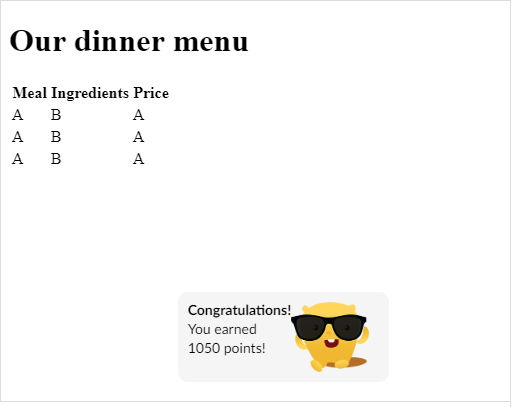 Our dinner menu
Meal Ingredients Price
A B A
A B A
A B A
Congratulations!
You earned
1050 points!